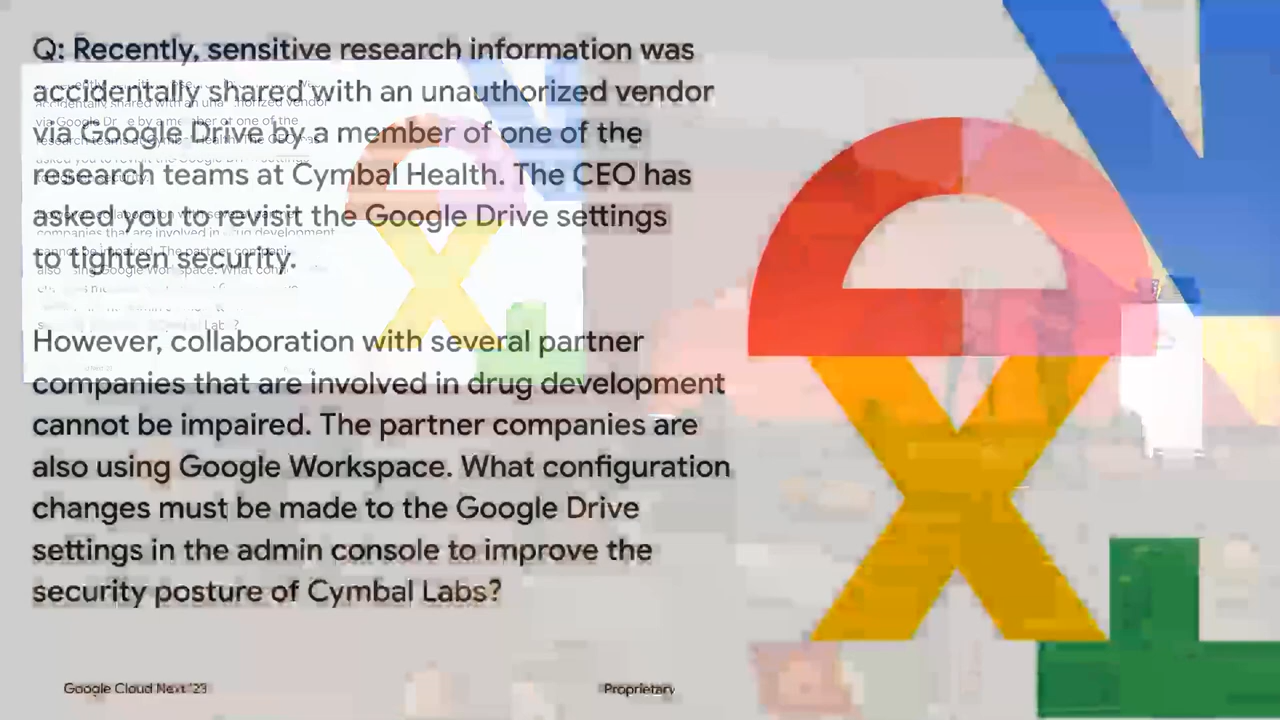 Q: Recently, sensitive research information was
accidentally shared with an unauthorized vendor
via Google Drive by a member of one of the
research teams at Cymbal Health. The CEO has
asked you to revisit the Google Drive settings
to tighten security.
However, collaboration with several partner
companies that are involved in drug development
cannot be impaired. The partner companies are
also using Google Workspace. What configuration
changes must be made to the Google Drive
settings in the admin console to improve the
security posture of Cymbal Labs?
Google Cloud Next '23
Proprietary